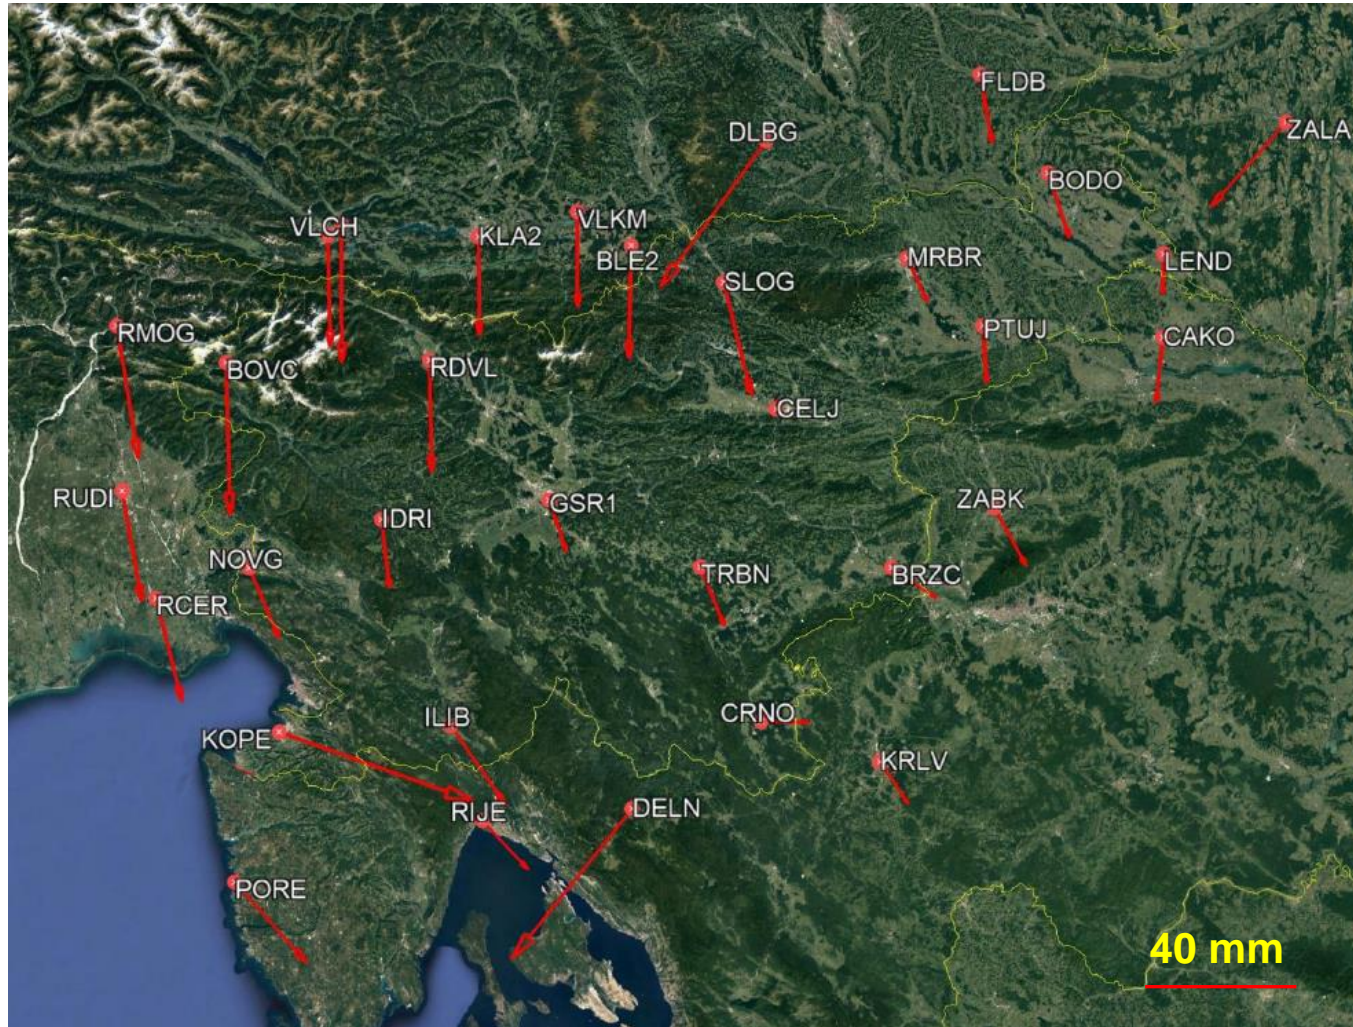 FLDB
ZALA
DLBG
BODO
VLKM
VLCH
KLA2
BLE2
MRBR
LEND
SLOG
RMOG
PTUJ
CAKO
BOVC
RDVL
CELJ
RUDI
GSR1
ZABK
IDRI
NOVG
TRBN
BRZC
RCER
ILIB
CRNO
KOPE
KRLV
RIJE
DELN
PORE
40 mm